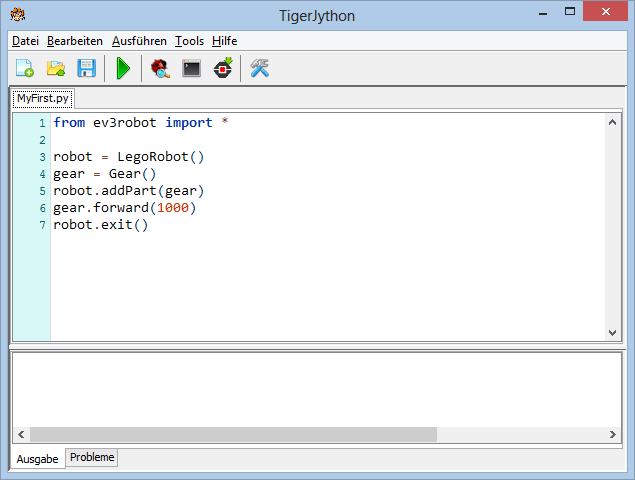 TigerJython
Datei Bearbeiten Ausführen Tools Hilfe
MyFirst.py
1 from ev3robot import *
2
3 robot = LegoRobot()
4 gear = Gear()
5 robot.addPart(gear)
6 gear.forward(1000)
7 robot.exit()
Ausgabe Probleme